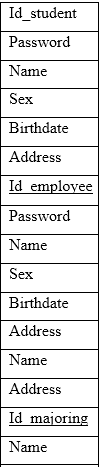 Id_student
Password
Name
Sex
Birthdate
Address
Id_employee
Password
Name
Sex
Birthdate
Address
Name
Address
Id_majoring
Name